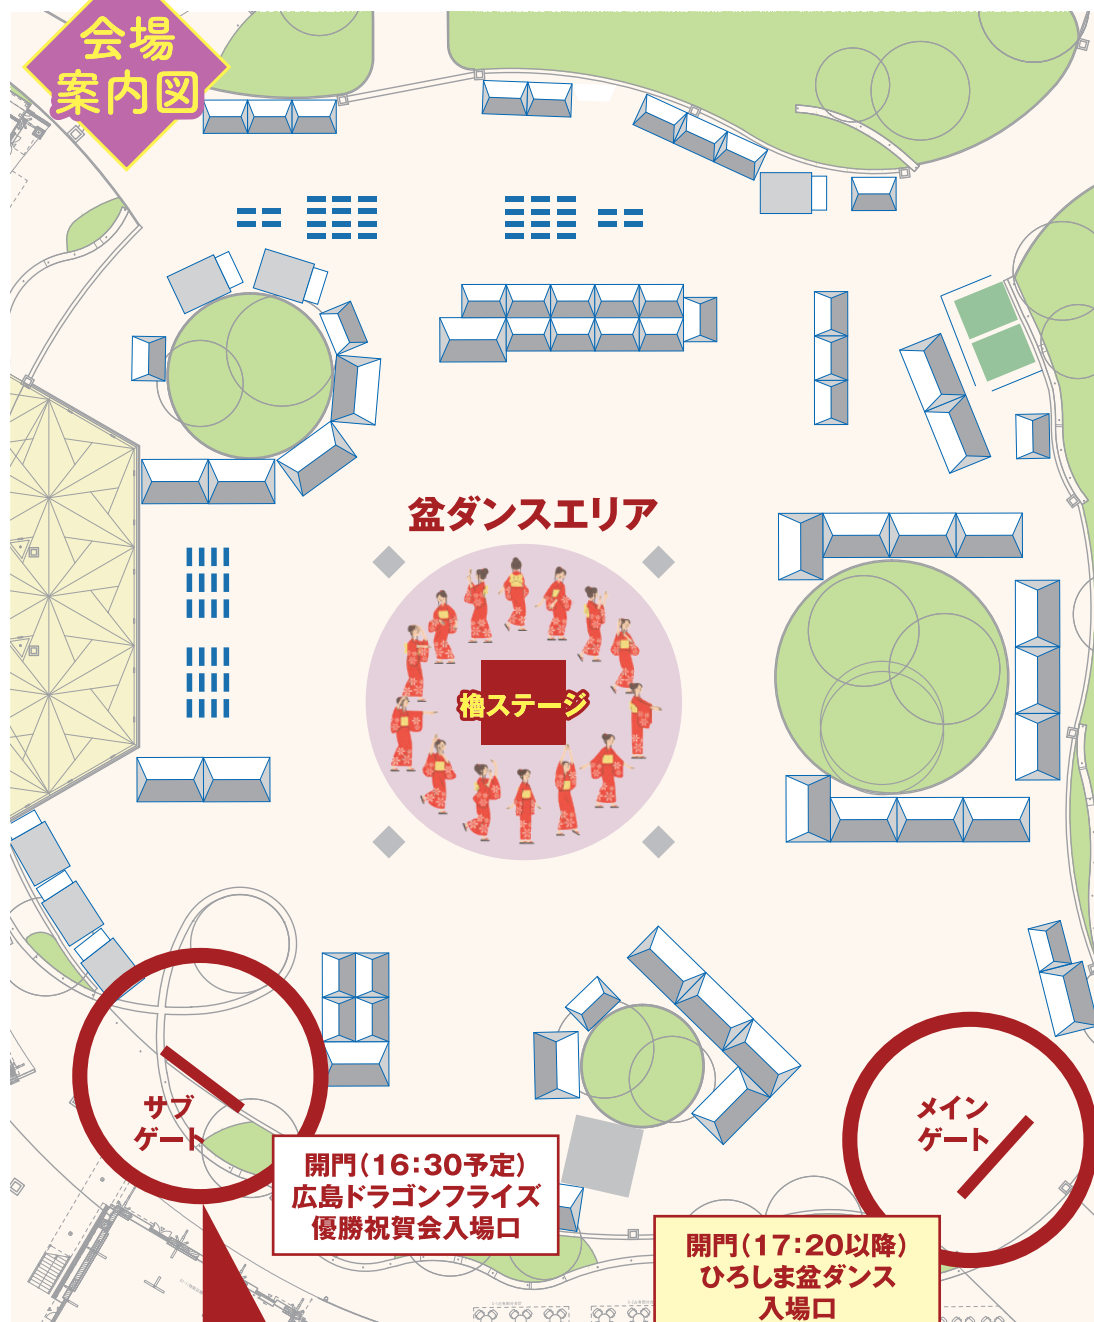 会場
案内図
盆ダンスエリア
櫓ステージ
サブ
ゲート
メイン
ゲート
開門(16:30予定)
広島ドラゴンフライズ
優勝祝賀会入場口
開門(17:20以降)
ひろしま盆ダンス
入場口